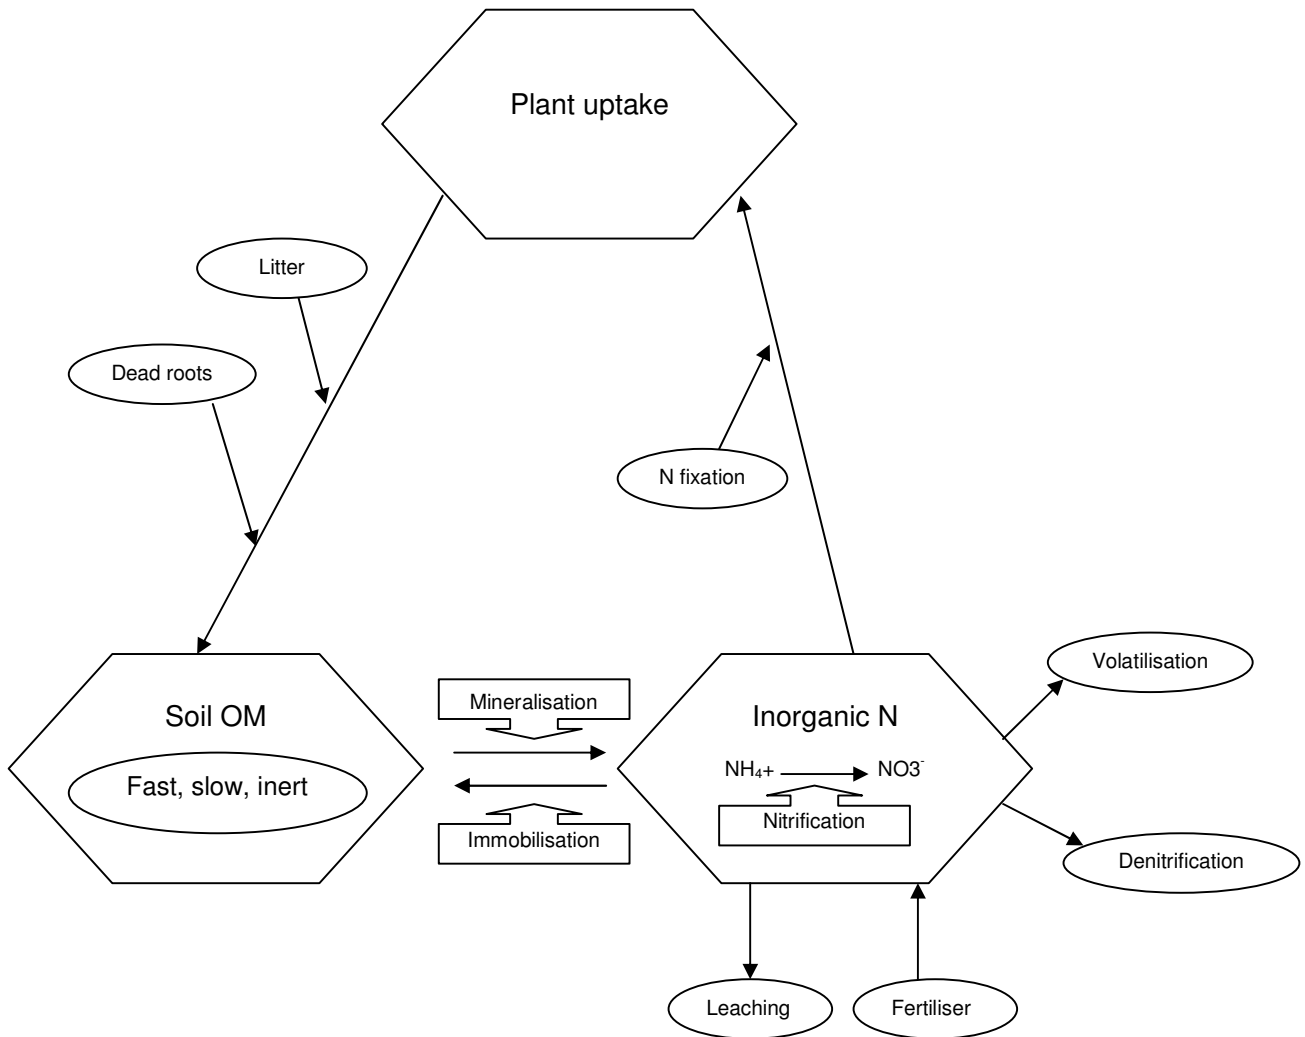 Plant uptake
Litter
Dead roots
N fixation
Volatilisation
Mineralisation
Soil OM
Inorganic N
Fast, slow, inert
NH₄+
NO3⁻
Nitrification
Immobilisation
Denitrification
Leaching
Fertiliser